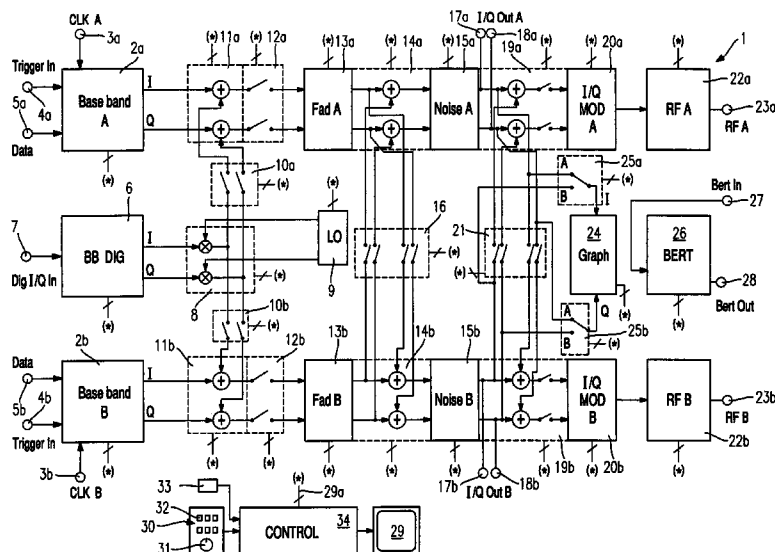 17a I/Q Out A
CLK A (*) 11a 12a (*) (*) 13a (*) 14a (*) 15a 18a 19a (*) 20a (*) 1
3a
2a
Trigger In
4a
5a
Data
Base band A
I
Q
(*)
Fad A
Noise A
I/Q MOD A
RF
22a
23a
RF A
10a
(*)
25a
A
B
(*)
I
Bert In
27
6
7
Dig I/Q In
BB DIG
I
Q
(*)
8
(*)
LO
9
(*)
16
(*)
21
24
Graph
(*)
26
BERT
28
Bert Out
10b
(*)
Q
A
B
25b
(*)
2b
Data
5b
4b
Trigger In
Base band B
I
Q
11b
12b
(*)
13b
Fad B
14b
(*)
15b
Noise B
(*)
(*)
I/Q MOD B
(*)
RF
(*)
23b
RF B
22b
3b
CLK B
(*)
(*) (*) (*) (*) (*) (*) (*) (*)
17b I/Q Out B 18b 19b 20b
33
(*)
29a
32
30
31
CONTROL
34
29